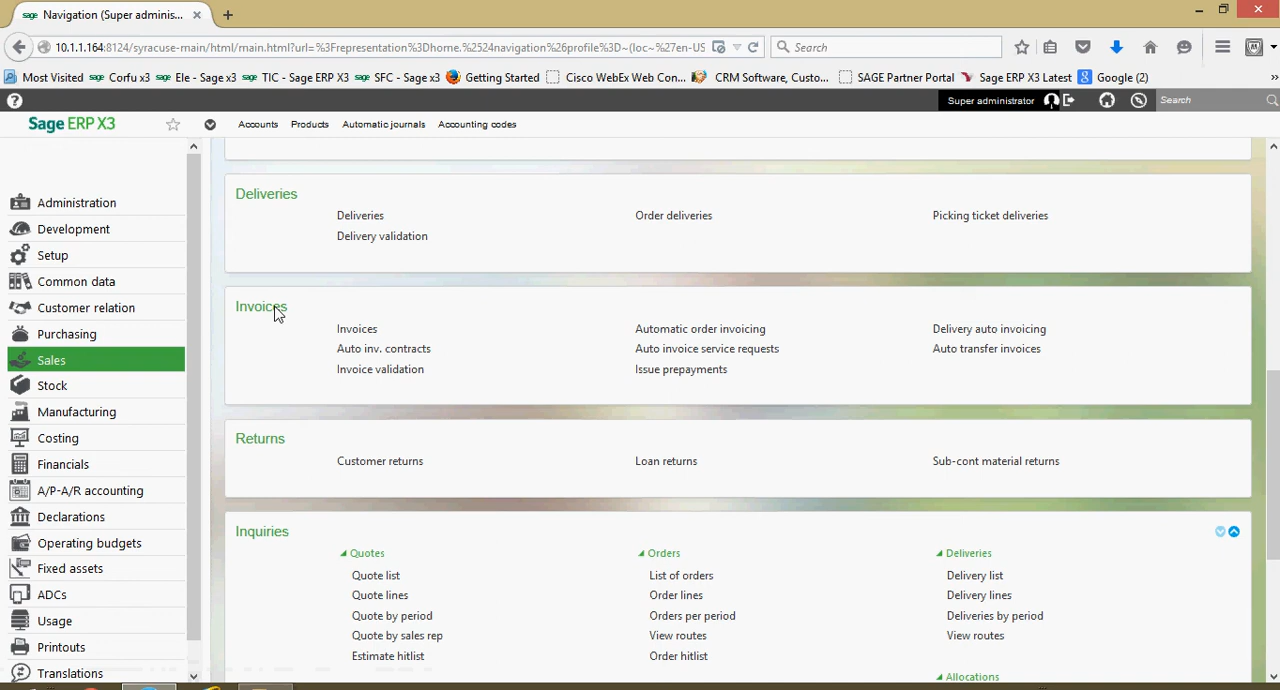 sage Navigation (Super adminis...
10.1.1.164:8124/syracuse-main/html/main.html?url=%3Frepresentation%3Dhome.%2524navigation%26profile%3D~(loc~%27en-US
Search
Most Visited sage Corfu x3 sage Ele - Sage x3 sage TIC - Sage ERP X3 sage SFC - Sage x3 Getting Started Cisco WebEx Web Con... CRM Software, Custo... SAGE Partner Portal Sage ERP X3 Latest Google (2) »
Super administrator Search
Sage ERP X3 Accounts Products Automatic journals Accounting codes
Administration
Development
Setup
Common data
Customer relation
Purchasing
Sales
Stock
Manufacturing
Costing
Financials
A/P-A/R accounting
Declarations
Operating budgets
Fixed assets
ADCs
Usage
Printouts
Translations
Deliveries
Deliveries Order deliveries Picking ticket deliveries
Delivery validation
Invoices
Invoices Automatic order invoicing Delivery auto invoicing
Auto inv. contracts Auto invoice service requests Auto transfer invoices
Invoice validation Issue prepayments
Returns
Customer returns Loan returns Sub-cont material returns
Inquiries
Quotes Orders Deliveries
Quote list List of orders Delivery list
Quote lines Order lines Delivery lines
Quote by period Orders per period Deliveries by period
Quote by sales rep View routes View routes
Estimate hitlist Order hitlist
Allocations